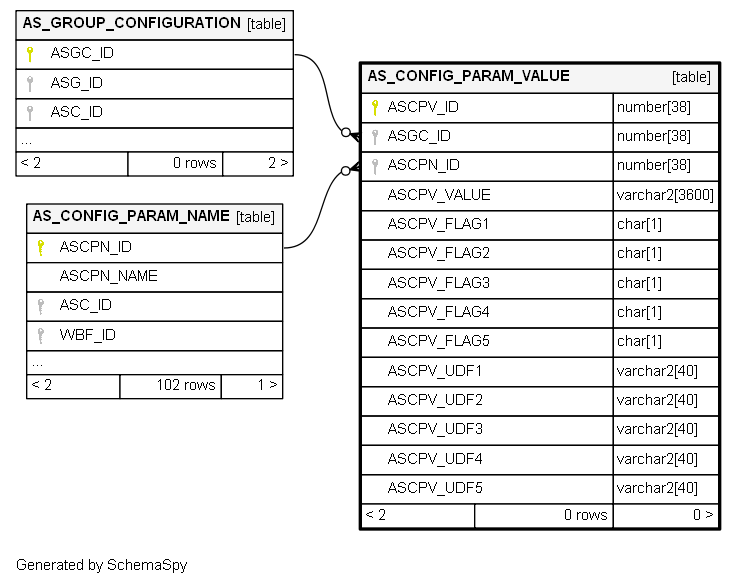 AS_GROUP_CONFIGURATION [table]
ASGC_ID
ASG_ID
ASC_ID
...
< 2 0 rows 2 >
AS_CONFIG_PARAM_NAME [table]
ASCPN_ID
ASCPN_NAME
ASC_ID
WBF_ID
...
< 2 102 rows 1 >
AS_CONFIG_PARAM_VALUE [table]
ASCPV_ID number[38]
ASGC_ID number[38]
ASCPN_ID number[38]
ASCPV_VALUE varchar2[3600]
ASCPV_FLAG1 char[1]
ASCPV_FLAG2 char[1]
ASCPV_FLAG3 char[1]
ASCPV_FLAG4 char[1]
ASCPV_FLAG5 char[1]
ASCPV_UDF1 varchar2[40]
ASCPV_UDF2 varchar2[40]
ASCPV_UDF3 varchar2[40]
ASCPV_UDF4 varchar2[40]
ASCPV_UDF5 varchar2[40]
< 2 0 rows 0 >
Generated by SchemaSpy